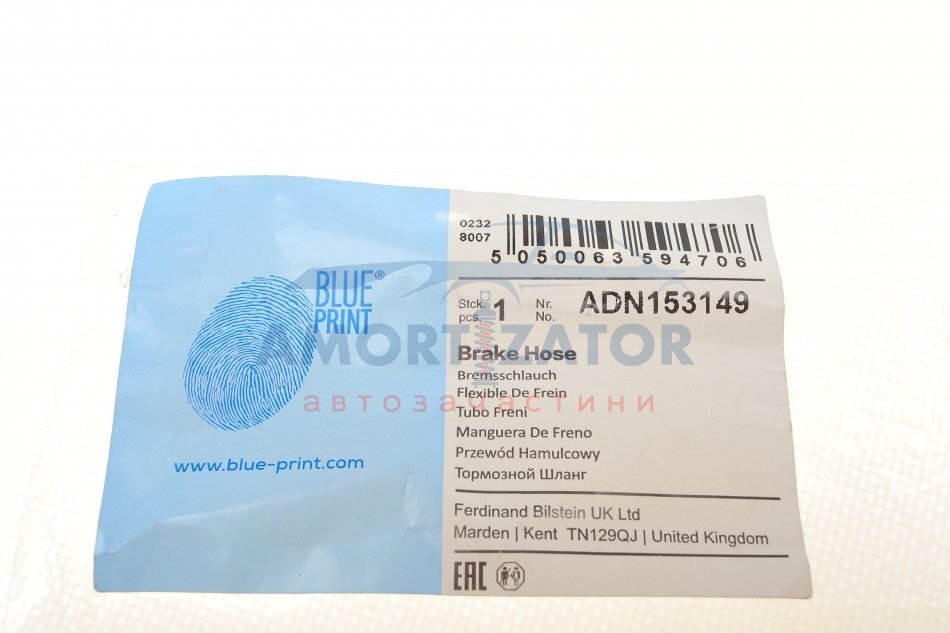 BLUE®
PRINT
www.blue-print.com
0232
8007
5 050063 594706
Stck. pcs. 1 Nr. No. ADN153149
Brake Hose
Bremsschlauch
Flexible De Frein
Tubo Freni
Manguera De Freno
Przewód Hamulcowy
Тормозной Шланг
Ferdinand Bilstein UK Ltd
Marden | Kent TN129QJ | United Kingdom
EAC
AMORTIZATOR
автозапчастини